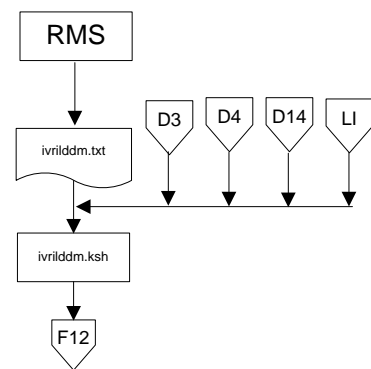 RMS
D3 D4 D14 LI
ivrilddm.txt
ivrilddm.ksh
F12